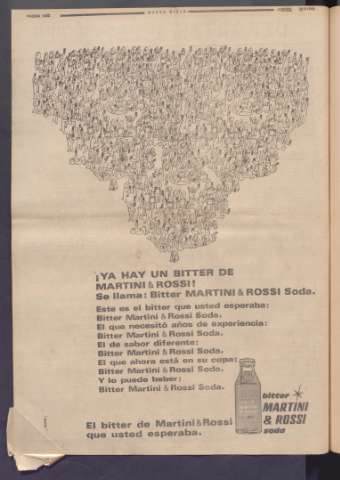 ¡YA HAY UN BITTER DE
MARTINI & ROSSI!
Se llama: Bitter MARTINI & ROSSI Soda.
Este es el bitter que usted esperaba:
Bitter Martini & Rossi Soda.
El que necesitó años de experiencia:
Bitter Martini & Rossi Soda.
El de sabor diferente:
Bitter Martini & Rossi Soda.
El que ahora está en su copa:
Bitter Martini & Rossi Soda.
Y lo puede beber:
Bitter Martini & Rossi Soda.
El bitter de Martini & Rossi
que usted esperaba.
bitter
MARTINI
& ROSSI
soda